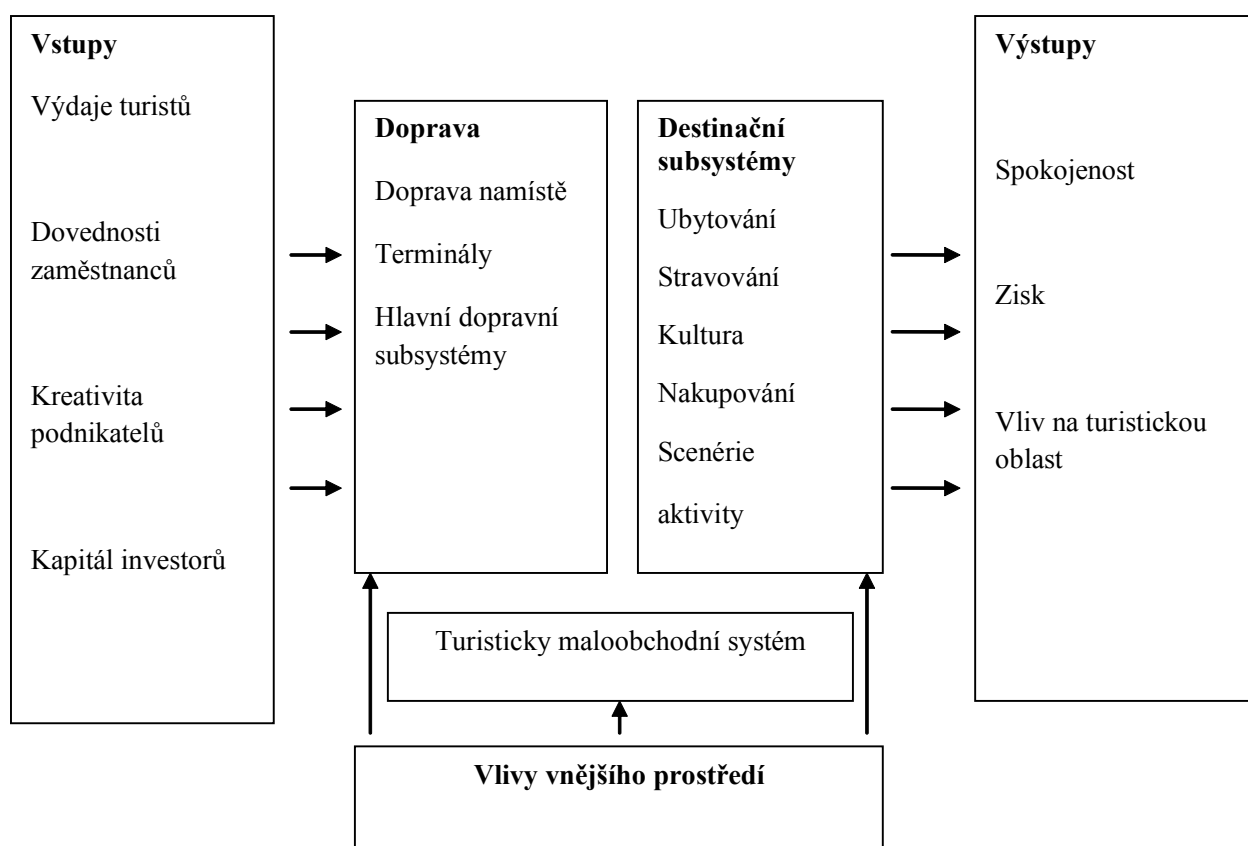 Vstupy
Výdaje turistů
Dovednosti
zaměstnanců
Kreativita
podnikatelů
Kapitál investorů
Doprava
Doprava namístě
Terminály
Hlavní dopravní
subsystémy
Destinační
subsystémy
Ubytování
Stravování
Kultura
Nakupování
Scenérie
aktivity
Výstupy
Spokojenost
Zisk
Vliv na turistickou
oblast
Turisticky maloobchodní systém
Vlivy vnějšího prostředí